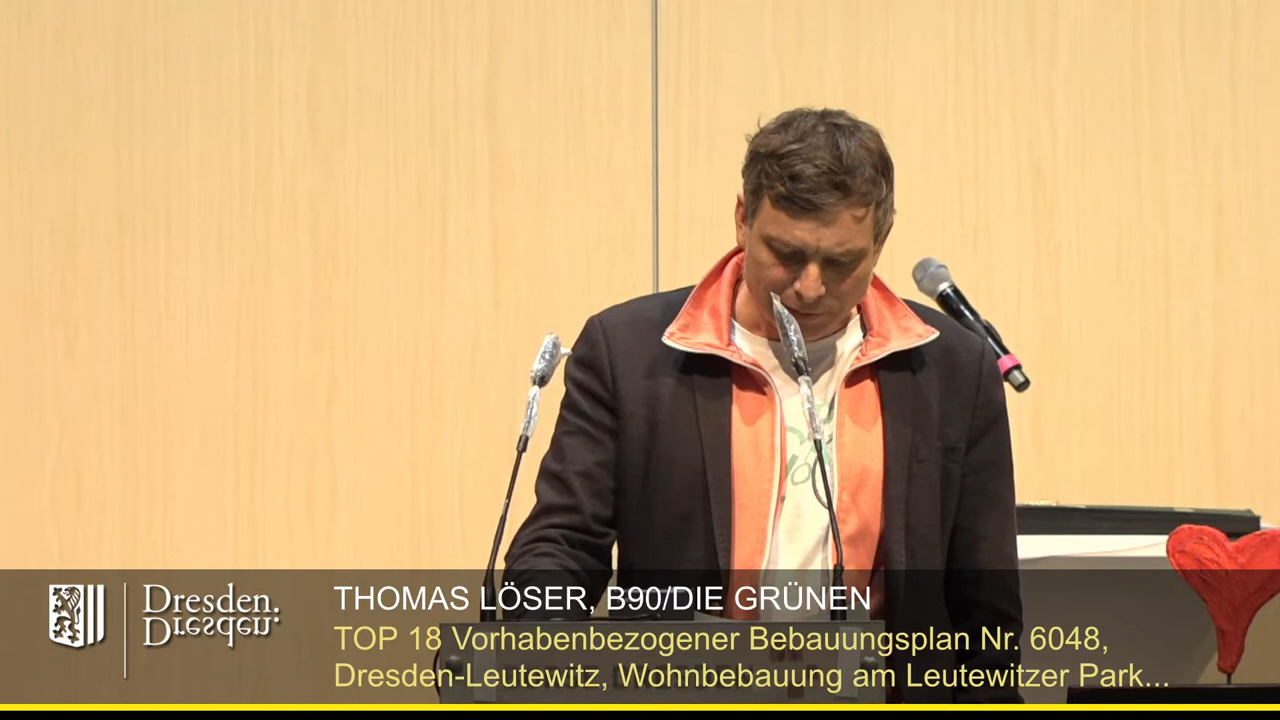 THOMAS LÖSER, B90/DIE GRÜNEN
Dresden.
Dresden.
TOP 18 Vorhabenbezogener Bebauungsplan Nr. 6048,
Dresden-Leutewitz, Wohnbebauung am Leutewitzer Park...